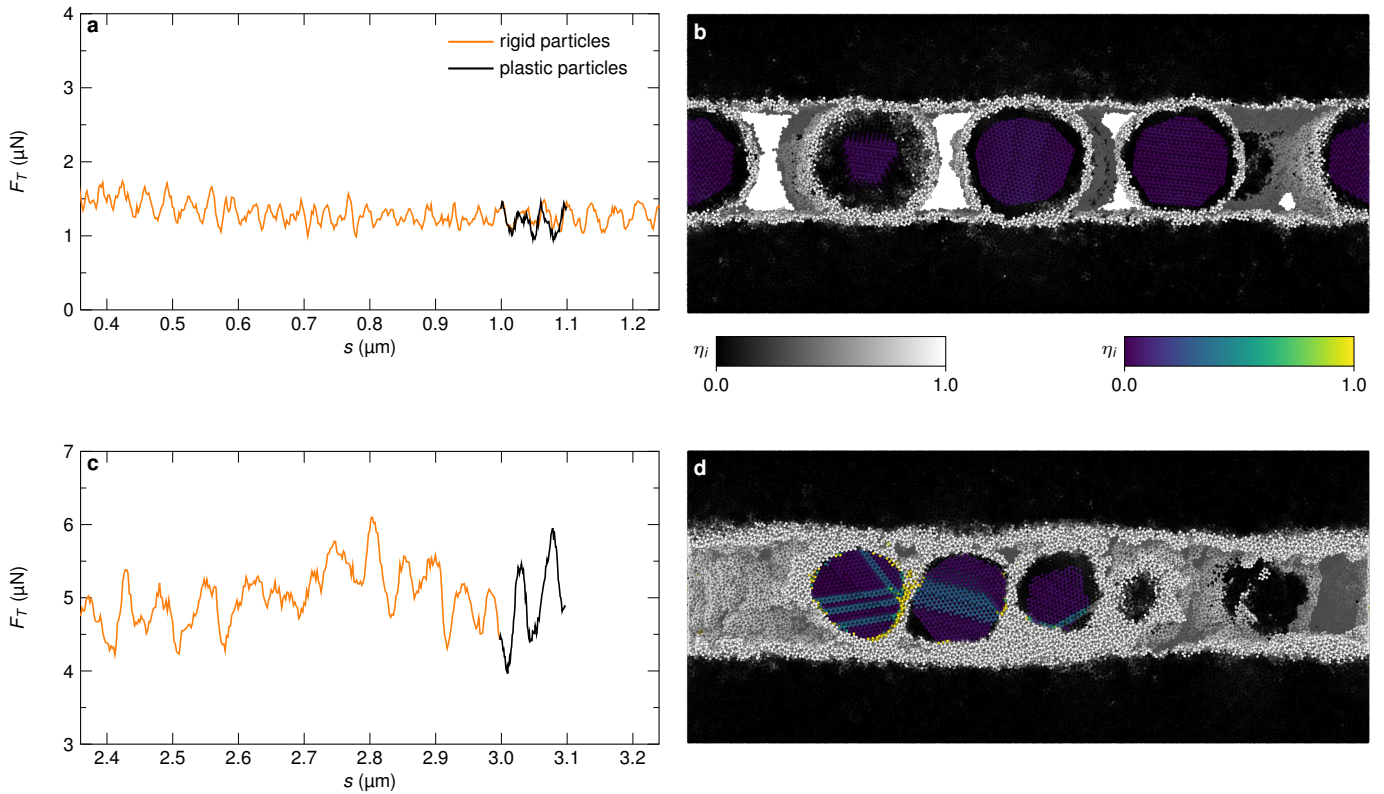 a
rigid particles
plastic particles
4
3
2
1
0
F_T (µN)
0.4 0.5 0.6 0.7 0.8 0.9 1.0 1.1 1.2
s (µm)
b
η_i
0.0 1.0
η_i
0.0 1.0
c
7
6
5
4
3
F_T (µN)
2.4 2.5 2.6 2.7 2.8 2.9 3.0 3.1 3.2
s (µm)
d